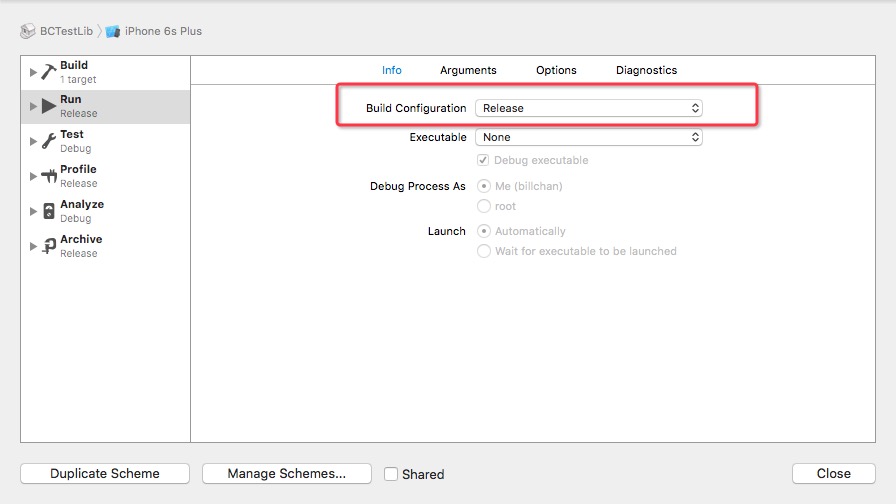 BCTestLib iPhone 6s Plus
Build
1 target
Run
Release
Test
Debug
Profile
Release
Analyze
Debug
Archive
Release
Info Arguments Options Diagnostics
Build Configuration Release
Executable None
Debug executable
Debug Process As Me (billchan)
root
Launch Automatically
Wait for executable to be launched
Duplicate Scheme Manage Schemes... Shared Close